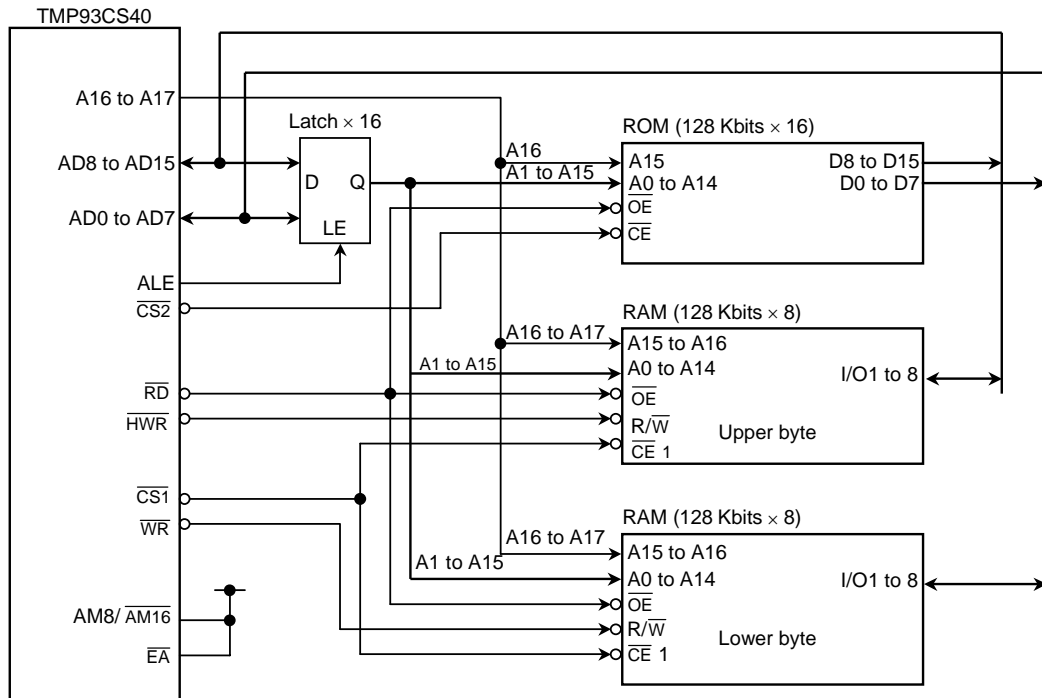 TMP93CS40
A16 to A17
AD8 to AD15
AD0 to AD7
ALE
CS2
RD
HWR
CS1
WR
AM8/ AM16
EA
Latch × 16
D Q
LE
A16
A1 to A15
ROM (128 Kbits × 16)
A15
A0 to A14
OE
CE
D8 to D15
D0 to D7
A16 to A17
A1 to A15
RAM (128 Kbits × 8)
A15 to A16
A0 to A14
OE
R/W
CE 1
I/O1 to 8
Upper byte
A16 to A17
A1 to A15
RAM (128 Kbits × 8)
A15 to A16
A0 to A14
OE
R/W
CE 1
I/O1 to 8
Lower byte